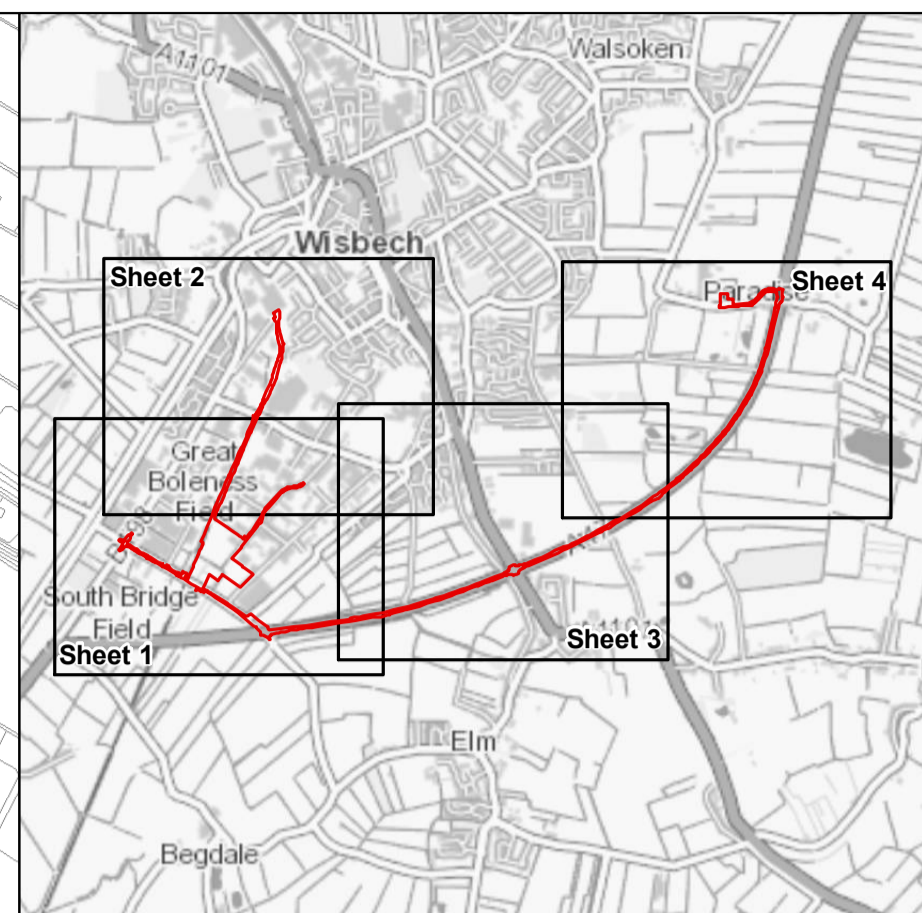 A1101
Walsoken
Wisbech
Sheet 2
Paradise
Sheet 4
Great
Boleness
Field
A47
South Bridge
Field
Sheet 1
Sheet 3
A1101
Elm
Begdale